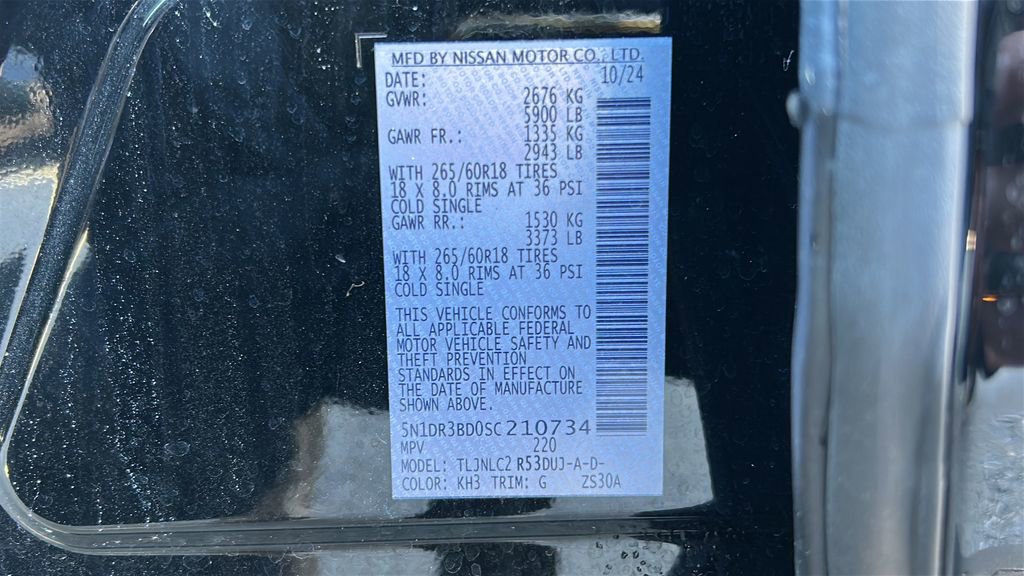 MFD BY NISSAN MOTOR CO., LTD.
DATE: 10/24
GVWR: 2676 KG
5900 LB
GAWR FR.: 1335 KG
2943 LB
WITH 265/60R18 TIRES
18 X 8.0 RIMS AT 36 PSI
COLD SINGLE
GAWR RR.: 1530 KG
3373 LB
WITH 265/60R18 TIRES
18 X 8.0 RIMS AT 36 PSI
COLD SINGLE
THIS VEHICLE CONFORMS TO
ALL APPLICABLE FEDERAL
MOTOR VEHICLE SAFETY AND
THEFT PREVENTION
STANDARDS IN EFFECT ON
THE DATE OF MANUFACTURE
SHOWN ABOVE.
5N1DR3BD0SC210734
MPV 220
MODEL: TLJNLC2 R53DUJ-A-D-
COLOR: KH3 TRIM: G ZS30A